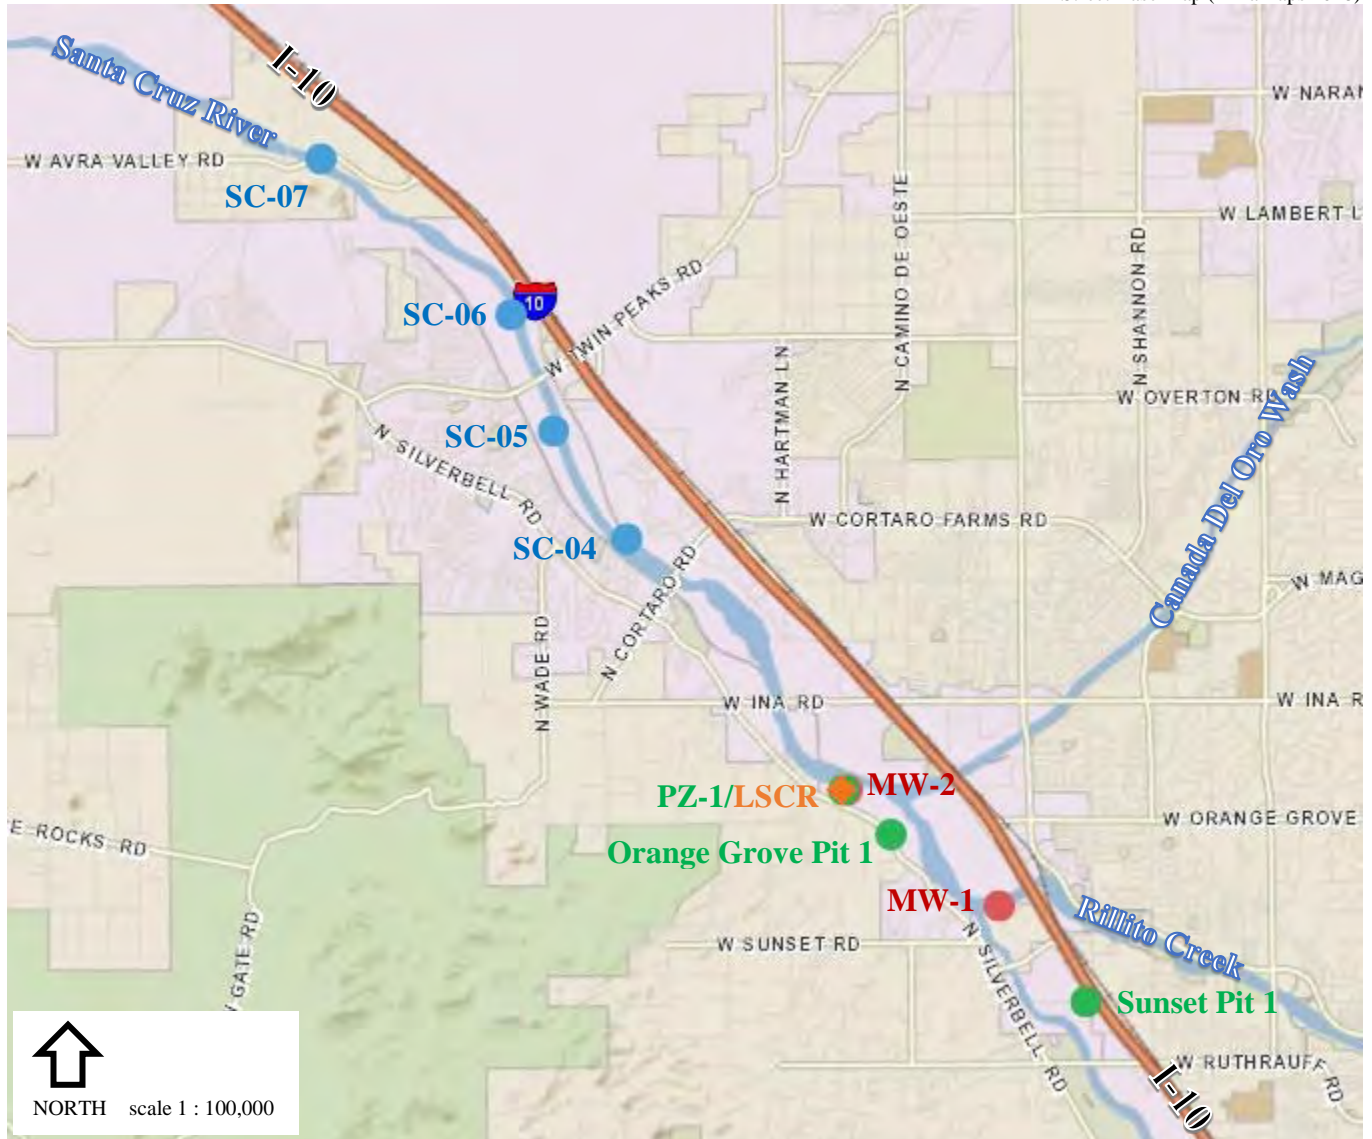 I-10
Santa Cruz River
W NARAN
W AVRA VALLEY RD
SC-07
N CAMINO DE OESTE
W LAMBERT L
N SHANNON RD
SC-06
10
W TWIN PEAKS RD
N HARTMAN LN
W OVERTON RD
Canada Del Oro Wash
SC-05
N SILVERBELL RD
W CORTARO FARMS RD
SC-04
W MAG
N CORTARO RD
N WADE RD
W INA RD
W INA R
MW-2
PZ-1/LSCR
E ROCKS RD
W ORANGE GROVE
Orange Grove Pit 1
MW-1
Rillito Creek
W SUNSET RD
N GATE RD
N SILVERBELL RD
Sunset Pit 1
W RUTHRAUFF RD
I-10
NORTH scale 1 : 100,000